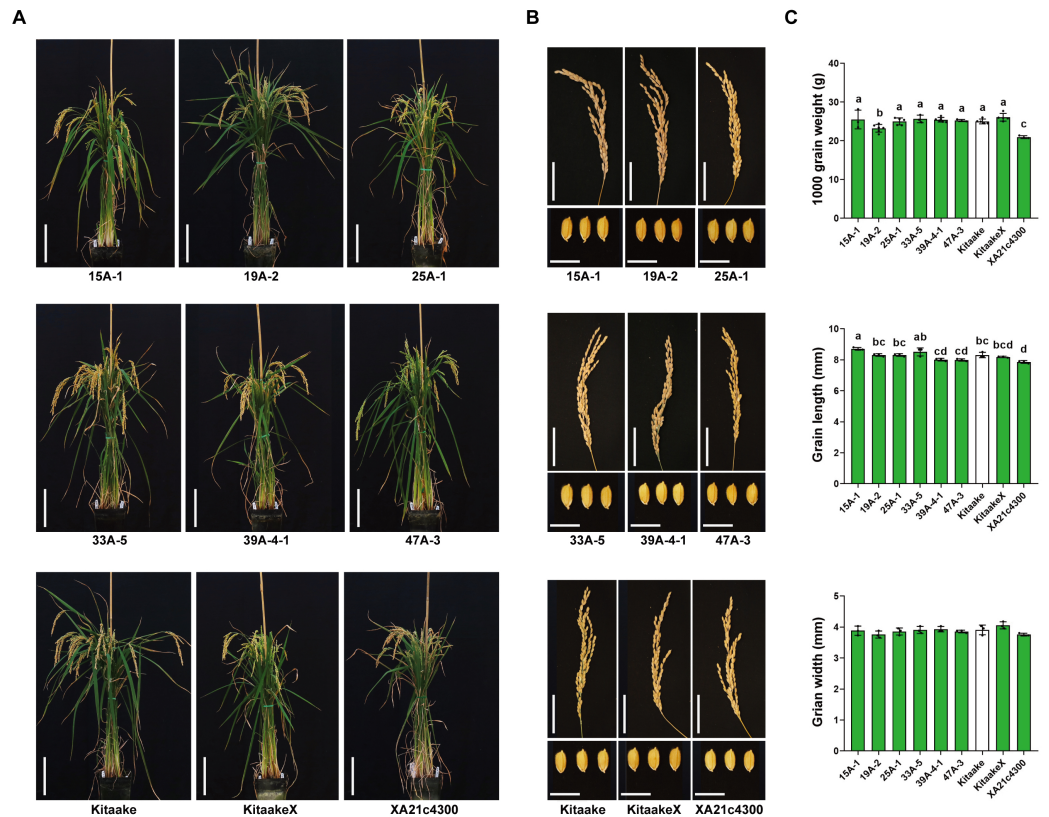 A
B
C
15A-1
19A-2
25A-1
33A-5
39A-4-1
47A-3
Kitaake
KitaakeX
XA21c4300
15A-1
19A-2
25A-1
33A-5
39A-4-1
47A-3
Kitaake
KitaakeX
XA21c4300
1000 grain weight (g)
40
30
20
10
0
a
b
a
a
a
a
a
a
c
15A-1
19A-2
25A-1
33A-5
39A-4-1
47A-3
Kitaake
KitaakeX
XA21c4300
Grain length (mm)
10
8
6
4
2
0
a
bc
bc
ab
cd
cd
bc
bcd
d
15A-1
19A-2
25A-1
33A-5
39A-4-1
47A-3
Kitaake
KitaakeX
XA21c4300
Grian width (mm)
5
4
3
2
1
0
15A-1
19A-2
25A-1
33A-5
39A-4-1
47A-3
Kitaake
KitaakeX
XA21c4300